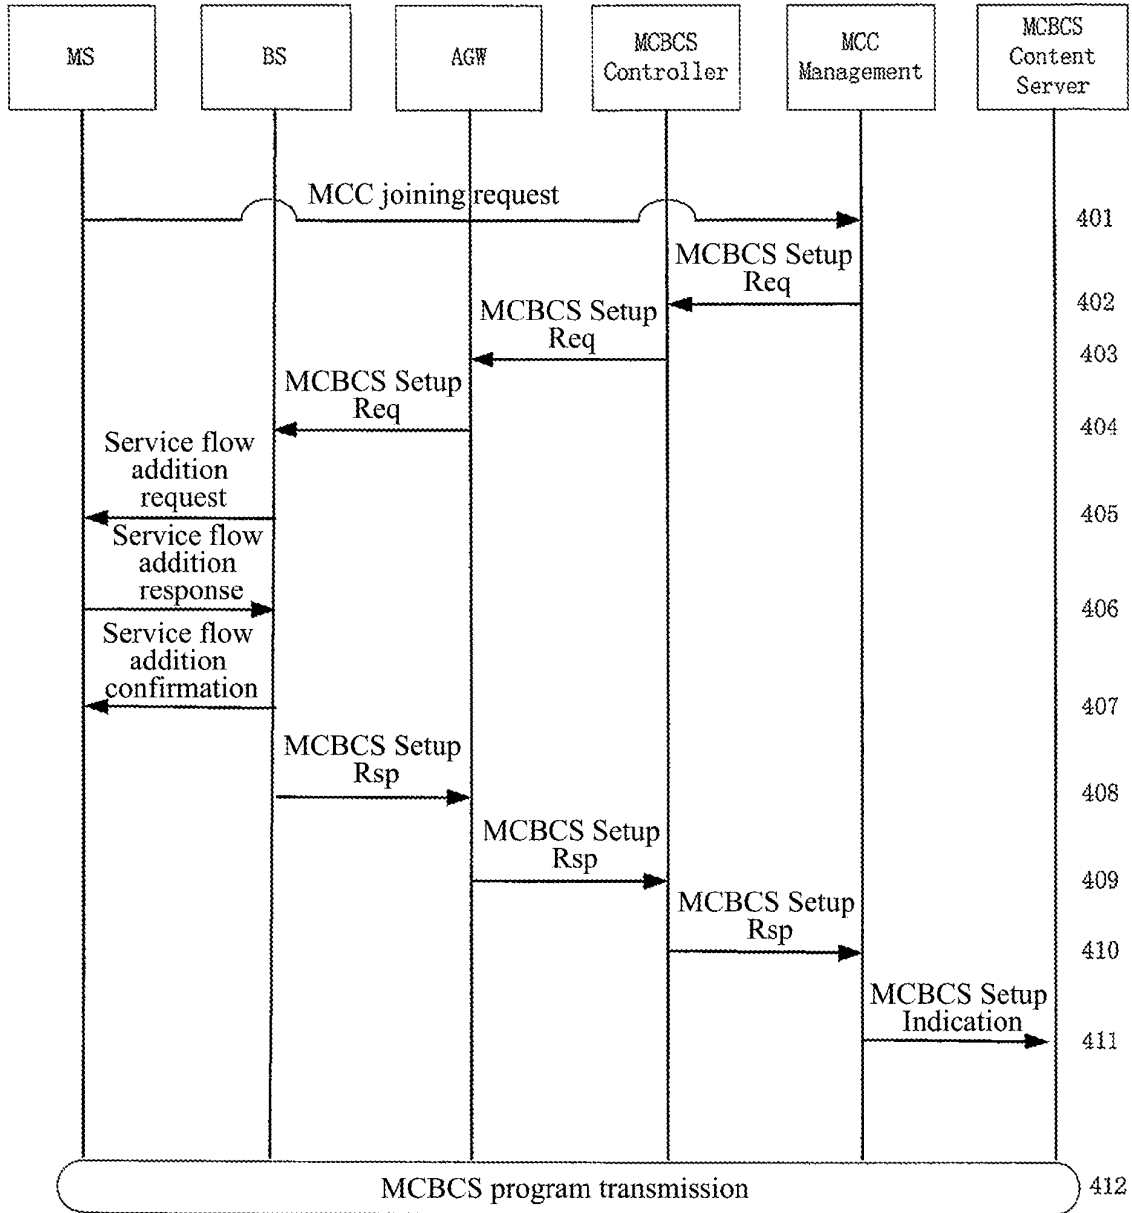 MS
BS
AGW
MCBCS
Controller
MCC
Management
MCBCS
Content
Server
MCC joining request
401
MCBCS Setup
Req
402
MCBCS Setup
Req
403
MCBCS Setup
Req
404
Service flow
addition
request
405
Service flow
addition
response
406
Service flow
addition
confirmation
407
MCBCS Setup
Rsp
408
MCBCS Setup
Rsp
409
MCBCS Setup
Rsp
410
MCBCS Setup
Indication
411
MCBCS program transmission
412